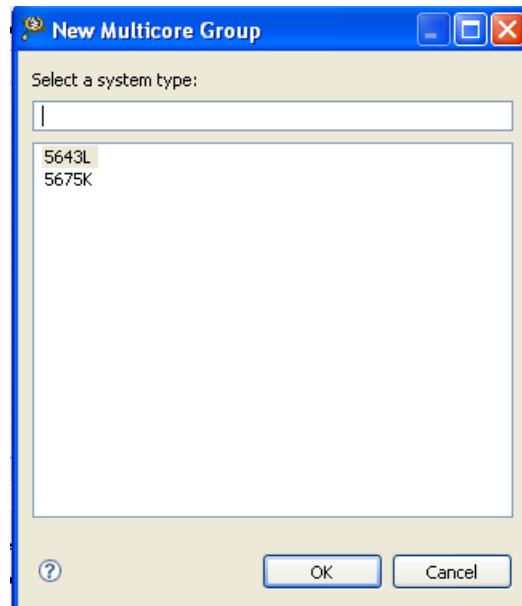 New Multicore Group
Select a system type:
5643L
5675K
?
OK Cancel